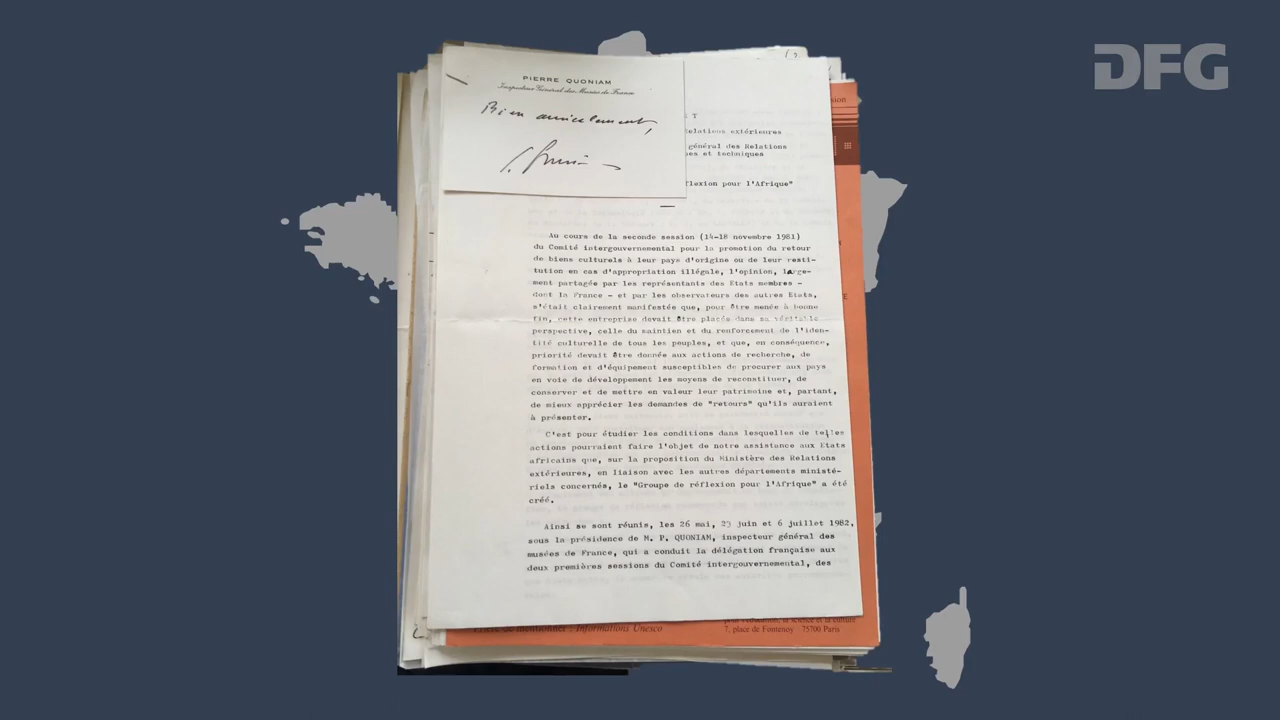 DFG
PIERRE QUONIAM
Inspecteur Général des Musées de France
Bien amicalement,
T
elations extérieures
général des Relations
es et techniques
flexion pour l'Afrique"
Au cours de la seconde session (14-18 novembre 1981)
du Comité intergouvernemental pour la promotion du retour
de biens culturels à leur pays d'origine ou de leur resti-
tution en cas d'appropriation illégale, l'opinion, large-
ment partagée par les représentants des Etats membres -
dont la France - et par les observateurs des autres Etats,
s'était clairement manifestée que, pour être menée à bonne
fin, cette entreprise devait être placée dans sa véritable
perspective, celle du maintien et du renforcement de l'iden-
tité culturelle de tous les peuples, et que, en conséquence,
priorité devait être donnée aux actions de recherche, de
formation et d'équipement susceptibles de procurer aux pays
en voie de développement les moyens de reconstituer, de
conserver et de mettre en valeur leur patrimoine et, partant,
de mieux apprécier les demandes de "retours" qu'ils auraient
à présenter.
C'est pour étudier les conditions dans lesquelles de telles
actions pourraient faire l'objet de notre assistance aux Etats
africains que, sur la proposition du Ministère des Relations
extérieures, en liaison avec les autres départements ministé-
riels concernés, le "Groupe de réflexion pour l'Afrique" a été
créé.
Ainsi se sont réunis, les 26 mai, 23 juin et 6 juillet 1982,
sous la présidence de M. P. QUONIAM, inspecteur général des
musées de France, qui a conduit la délégation française aux
deux premières sessions du Comité intergouvernemental, des
sion
Informations Unesco
7, place de Fontenoy 75700 Paris